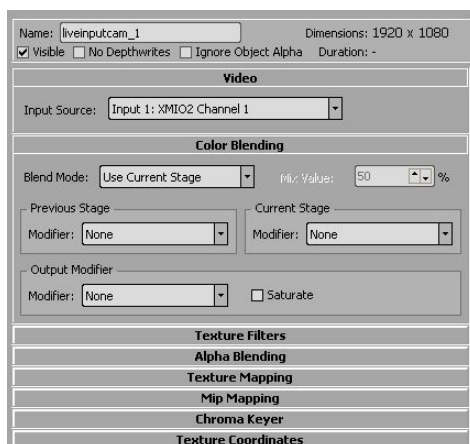 Name: liveinputcam_1 Dimensions: 1920 x 1080
Visible No Depthwrites Ignore Object Alpha Duration: -
Video
Input Source: Input 1: XMIO2 Channel 1
Color Blending
Blend Mode: Use Current Stage Mix Value: 50 %
Previous Stage Current Stage
Modifier: None Modifier: None
Output Modifier
Modifier: None Saturate
Texture Filters
Alpha Blending
Texture Mapping
Mip Mapping
Chroma Keyer
Texture Coordinates